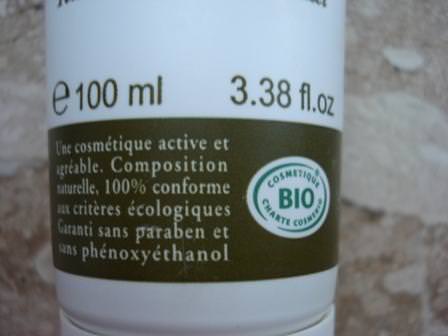 ℮ 100 ml 3.38 fl.oz
Une cosmétique active et
agréable. Composition
naturelle, 100% conforme
aux critères écologiques
Garanti sans paraben et
sans phénoxyéthanol
COSMETIQUE
BIO
CHARTE COSMEBIO